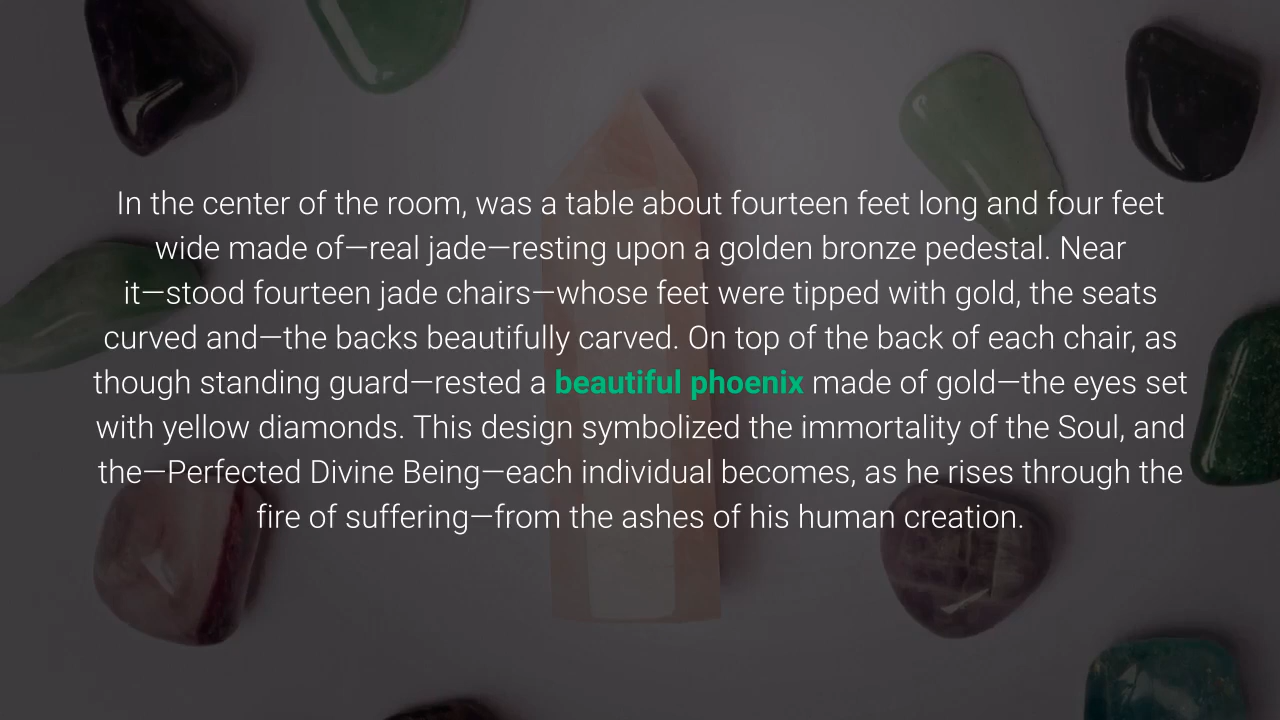 In the center of the room, was a table about fourteen feet long and four feet
wide made of—real jade—resting upon a golden bronze pedestal. Near
it—stood fourteen jade chairs—whose feet were tipped with gold, the seats
curved and—the backs beautifully carved. On top of the back of each chair, as
though standing guard—rested a beautiful phoenix made of gold—the eyes set
with yellow diamonds. This design symbolized the immortality of the Soul, and
the—Perfected Divine Being—each individual becomes, as he rises through the
fire of suffering—from the ashes of his human creation.